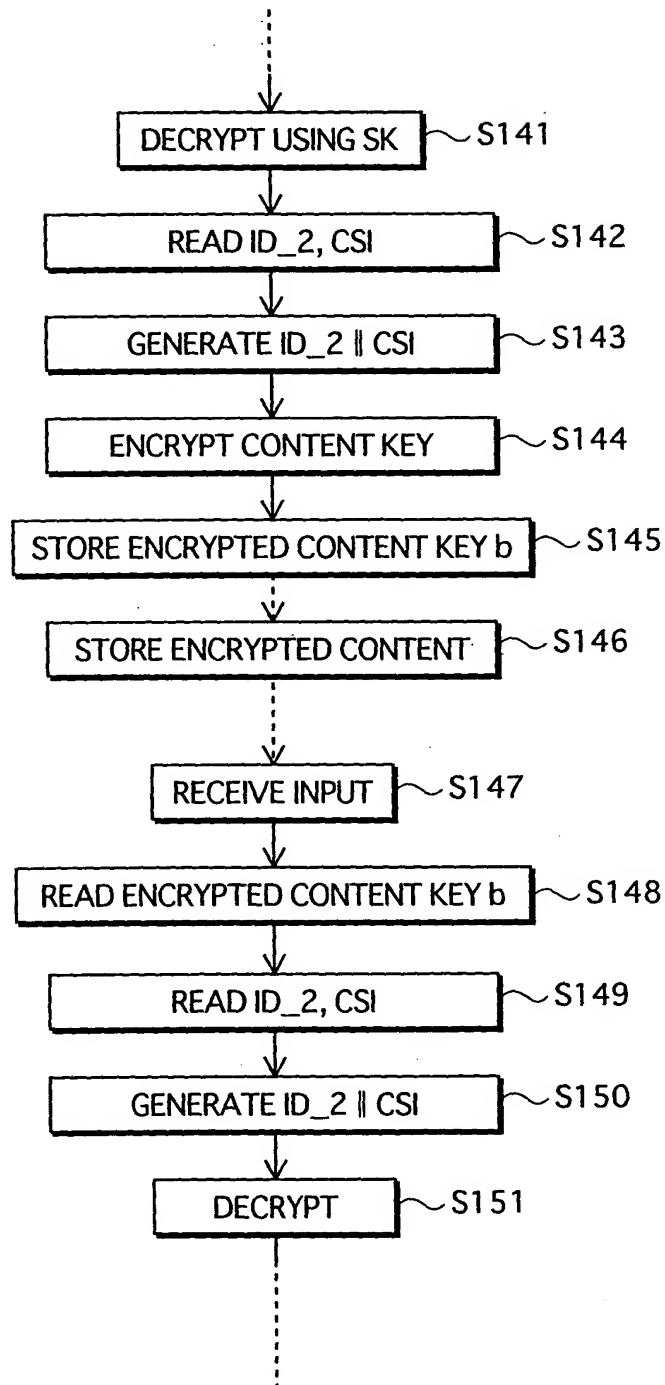 DECRYPT USING SK S141
READ ID_2, CSI S142
GENERATE ID_2 || CSI S143
ENCRYPT CONTENT KEY S144
STORE ENCRYPTED CONTENT KEY b S145
STORE ENCRYPTED CONTENT S146
RECEIVE INPUT S147
READ ENCRYPTED CONTENT KEY b S148
READ ID_2, CSI S149
GENERATE ID_2 || CSI S150
DECRYPT S151